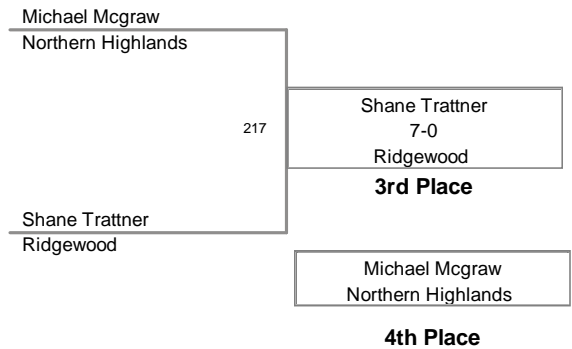 Michael Mcgraw
Northern Highlands
217
Shane Trattner
7-0
Ridgewood
3rd Place
Shane Trattner
Ridgewood
Michael Mcgraw
Northern Highlands
4th Place